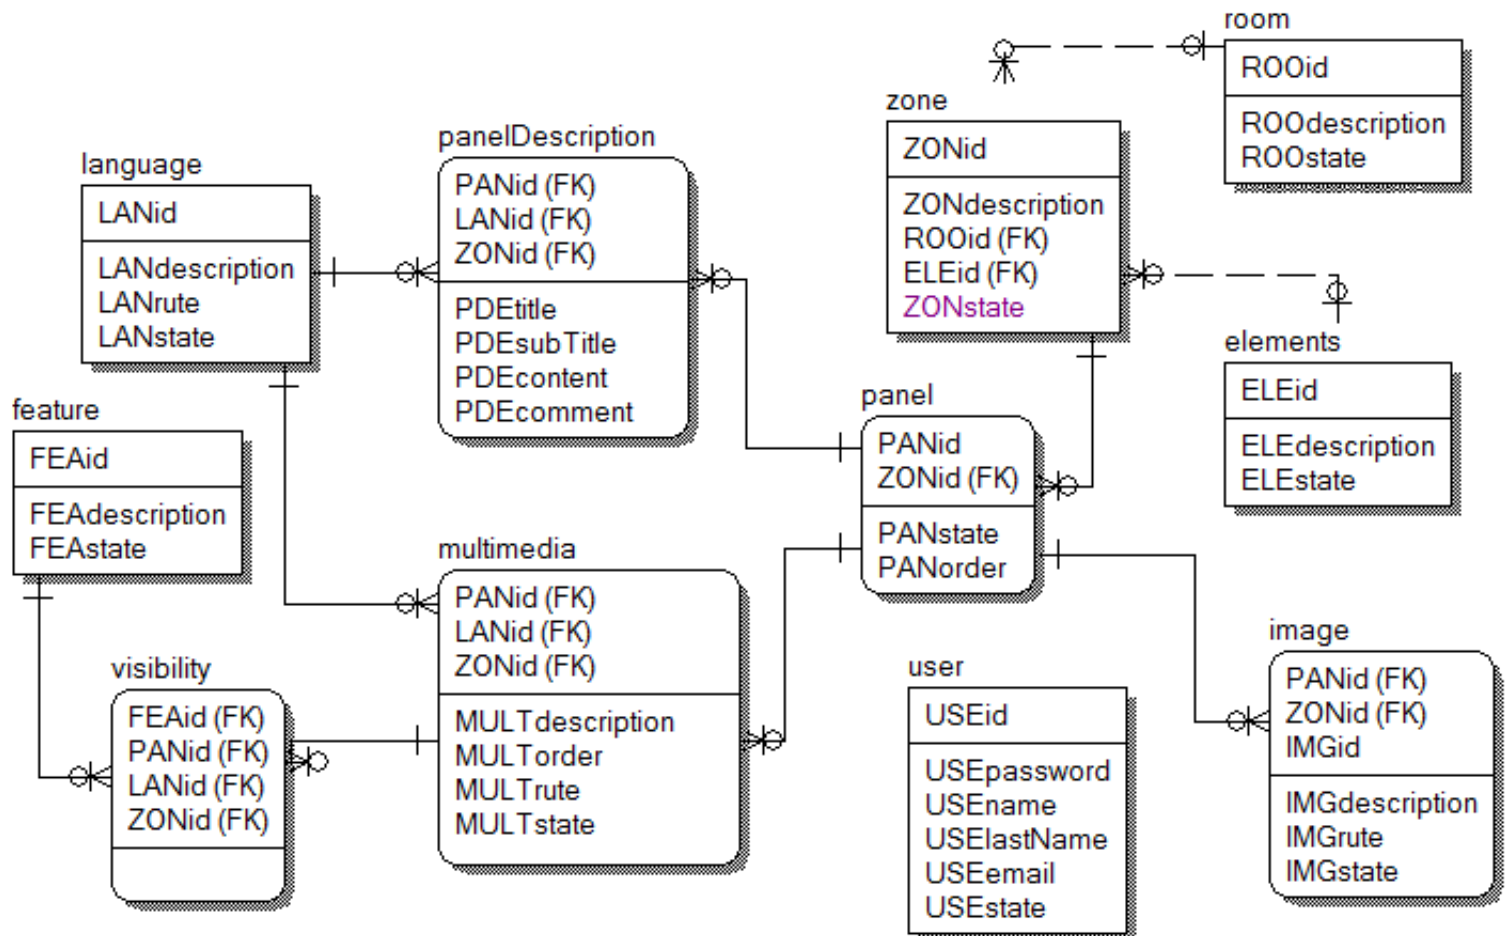 room
ROOid
ROOdescription
ROOstate
zone
ZONid
ZONdescription
ROOid (FK)
ELEid (FK)
ZONstate
panelDescription
PANid (FK)
LANid (FK)
ZONid (FK)
PDEtitle
PDEsubTitle
PDEcontent
PDEcomment
language
LANid
LANdescription
LANrute
LANstate
elements
ELEid
ELEdescription
ELEstate
panel
PANid
ZONid (FK)
PANstate
PANorder
feature
FEAid
FEAdescription
FEAstate
multimedia
PANid (FK)
LANid (FK)
ZONid (FK)
MULTdescription
MULTorder
MULTrute
MULTstate
visibility
FEAid (FK)
PANid (FK)
LANid (FK)
ZONid (FK)
user
USEid
USEpassword
USEname
USElastName
USEemail
USEstate
image
PANid (FK)
ZONid (FK)
IMGid
IMGdescription
IMGrute
IMGstate